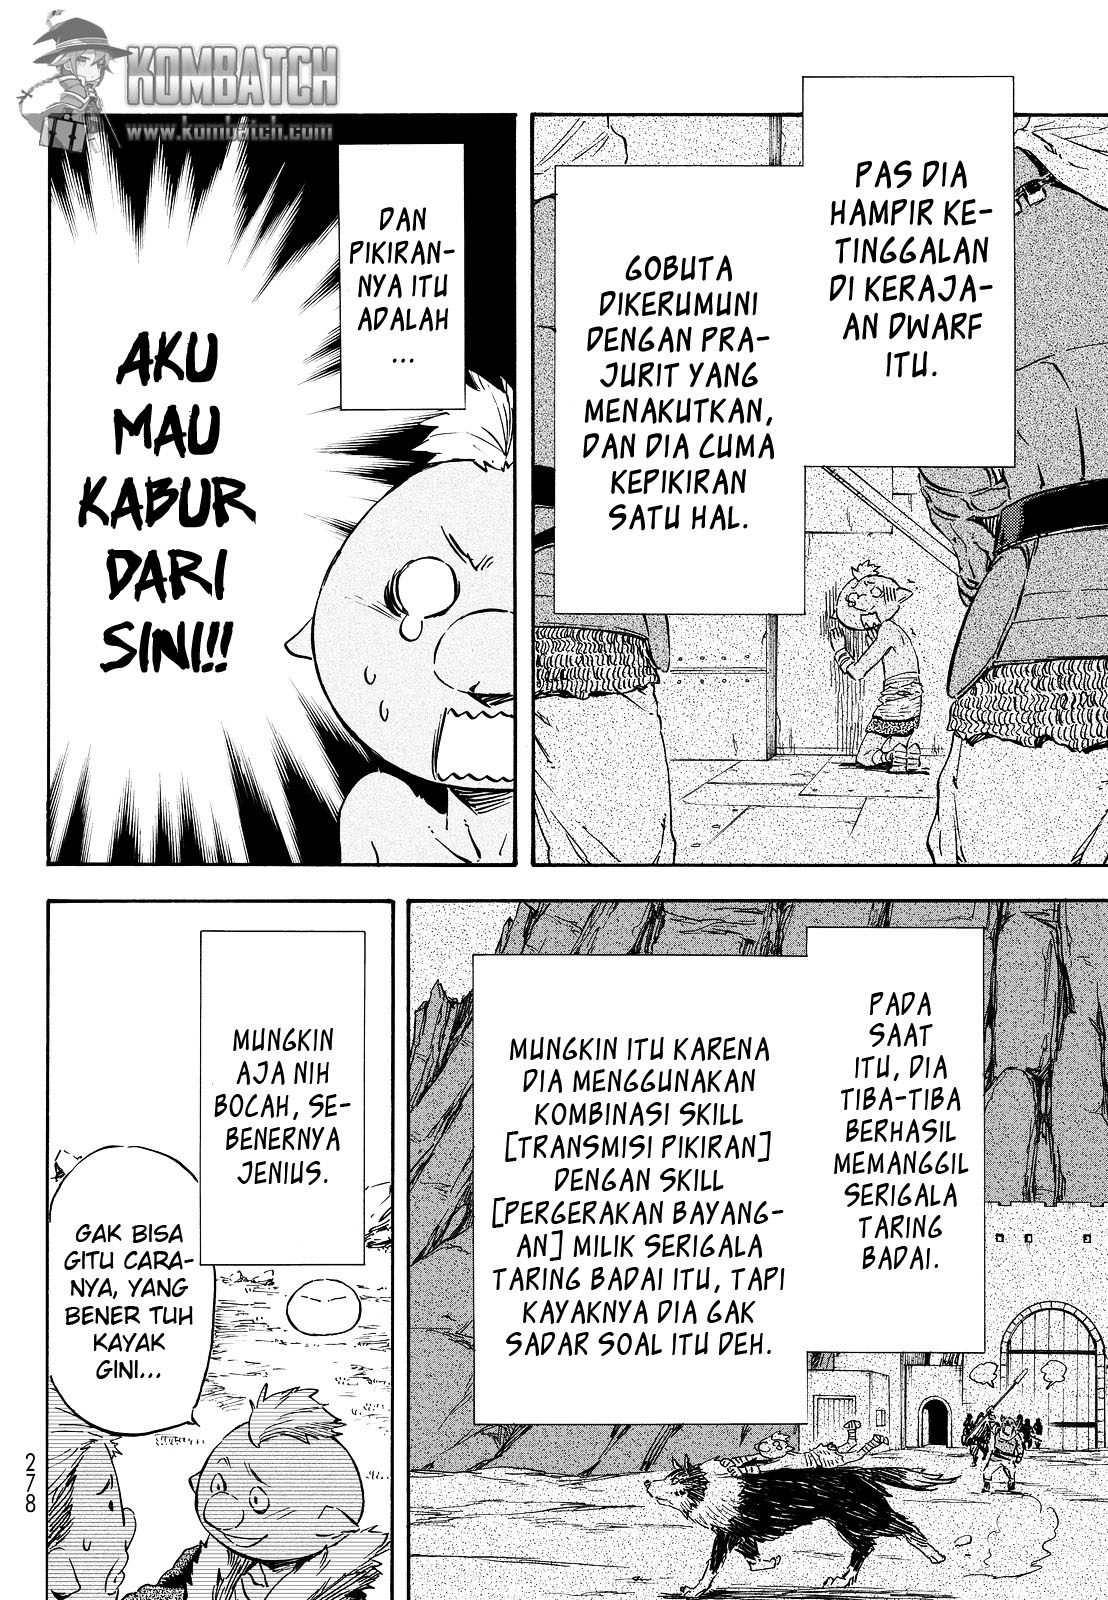 KOMBATCH
www.kombatch.com
PAS DIA
HAMPIR KE-
TINGGALAN
DI KERAJA-
AN DWARF
ITU.
GOBUTA
DIKERUMUNI
DENGAN PRA-
JURIT YANG
MENAKUTKAN,
DAN DIA CUMA
KEPIKIRAN
SATU HAL.
DAN
PIKIRAN-
NYA ITU
ADALAH
...
AKU
MAU
KABUR
DARI
SINI!!
PADA
SAAT
ITU, DIA
TIBA-TIBA
BERHASIL
MEMANGGIL
SERIGALA
TARING
BADAI.
MUNGKIN ITU KARENA
DIA MENGGUNAKAN
KOMBINASI SKILL
[TRANSMISI PIKIRAN]
DENGAN SKILL
[PERGERAKAN BAYANG-
AN] MILIK SERIGALA
TARING BADAI ITU, TAPI
KAYAKNYA DIA GAK
SADAR SOAL ITU DEH.
MUNGKIN
AJA NIH
BOCAH, SE-
BENERNYA
JENIUS.
GAK BISA
GITU CARA-
NYA, YANG
BENER TUH
KAYAK
GINI...
278